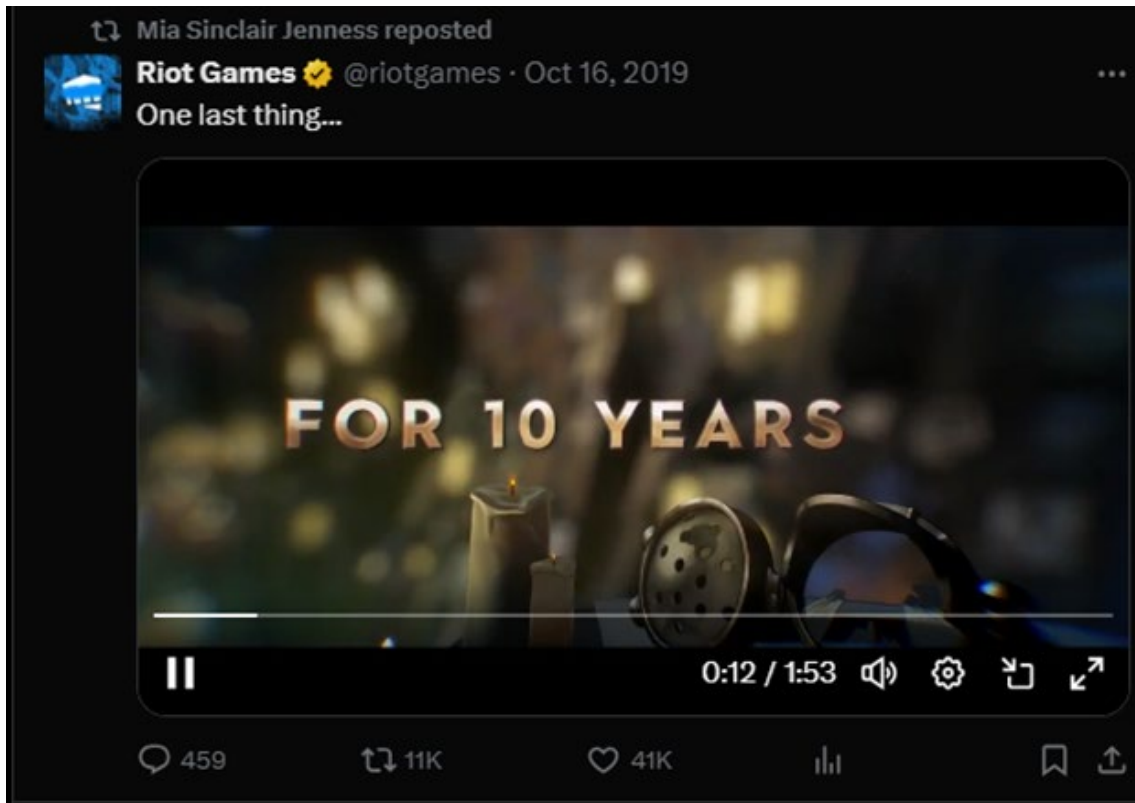 Mia Sinclair Jenness reposted
Riot Games @riotgames · Oct 16, 2019
One last thing...
FOR 10 YEARS
0:12 / 1:53
459 11K 41K